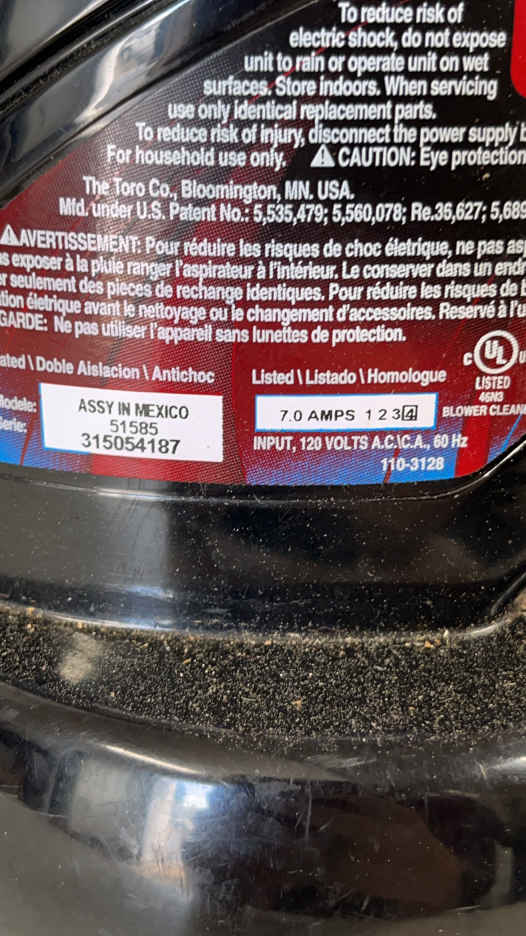 To reduce risk of
electric shock, do not expose
unit to rain or operate unit on wet
surfaces. Store indoors. When servicing
use only identical replacement parts.
To reduce risk of injury, disconnect the power supply
For household use only. ⚠ CAUTION: Eye protection
The Toro Co., Bloomington, MN. USA.
Mfd. under U.S. Patent No.: 5,535,479; 5,560,078; Re.36,627; 5,689
⚠AVERTISSEMENT: Pour réduire les risques de choc életrique, ne pas
exposer à la pluie ranger l'aspirateur à l'intérieur. Le conserver dans un
seulement des pièces de rechange identiques. Pour réduire les risques de
életrique avant le nettoyage ou le changement d'accessoires. Reservé à
GARDE: Ne pas utiliser l'appareil sans lunettes de protection.
\ Doble Aislacion \ Antichoc
Listed \ Listado \ Homologue
c UL
LISTED
46N3
BLOWER
ASSY IN MEXICO
51585
315054187
7.0 AMPS 1 2 3 4
INPUT, 120 VOLTS A.C.\C.A., 60 Hz
110-3128